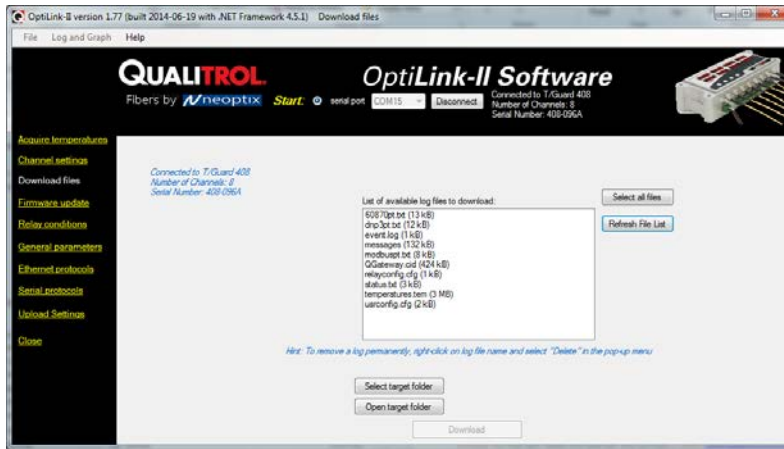 OptiLink-II version 1.77 (built 2014-06-19 with .NET Framework 4.5.1) Download files
File Log and Graph Help
QUALITROL
Fibers by neoptix
OptiLink-II Software
Start: serial port COM15 Disconnect
Connected to T/Guard 408
Number of Channels: 8
Serial Number: 408-096A
Acquire temperatures
Channel settings
Download files
Firmware update
Relay conditions
General parameters
Ethernet protocols
Serial protocols
Upload Settings
Close
Connected to T/Guard 408
Number of Channels: 8
Serial Number: 408-096A
List of available log files to download:
60870pt.txt (13 kB)
dnp3pt.txt (12 kB)
event.log (1 kB)
messages (132 kB)
modbuspt.txt (8 kB)
QGateway.cid (424 kB)
relayconfig.cfg (1 kB)
status.txt (3 kB)
temperatures.tem (3 MB)
usrconfig.cfg (2 kB)
Select all files
Refresh File List
Hint: To remove a log permanently, right-click on log file name and select "Delete" in the pop-up menu
Select target folder
Open target folder
Download